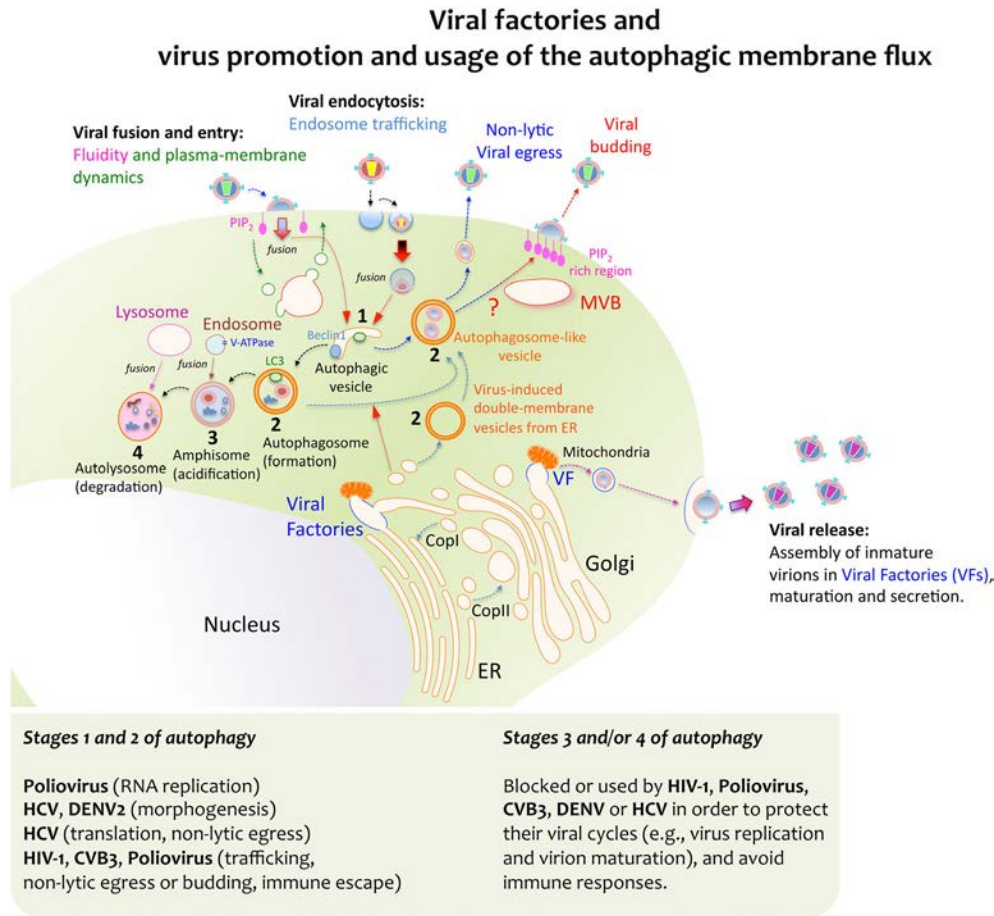 Viral factories and
virus promotion and usage of the autophagic membrane flux
Viral endocytosis:
Endosome trafficking
Viral fusion and entry:
Fluidity and plasma-membrane
dynamics
Non-lytic
Viral egress
Viral
budding
PIP2
fusion
fusion
PIP2
rich region
MVB
?
Lysosome
Endosome
= V-ATPase
fusion
fusion
1
Beclin1
LC3
Autophagic
vesicle
2
Autophagosome-like
vesicle
Virus-induced
double-membrane
vesicles from ER
2
2
Autophagosome
(formation)
3
Amphisome
(acidification)
4
Autolysosome
(degradation)
Mitochondria
VF
Viral
Factories
CopI
Golgi
CopII
ER
Nucleus
Viral release:
Assembly of inmature
virions in Viral Factories (VFs),
maturation and secretion.
Stages 1 and 2 of autophagy
Poliovirus (RNA replication)
HCV, DENV2 (morphogenesis)
HCV (translation, non-lytic egress)
HIV-1, CVB3, Poliovirus (trafficking,
non-lytic egress or budding, immune escape)
Stages 3 and/or 4 of autophagy
Blocked or used by HIV-1, Poliovirus,
CVB3, DENV or HCV in order to protect
their viral cycles (e.g., virus replication
and virion maturation), and avoid
immune responses.